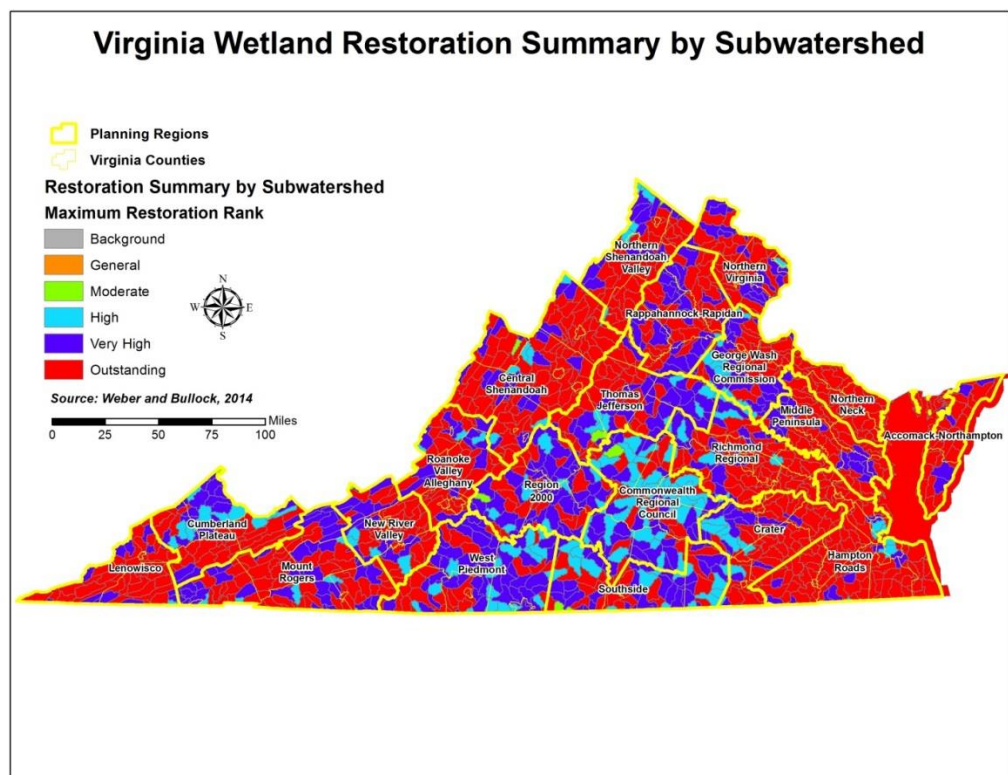 Virginia Wetland Restoration Summary by Subwatershed
Planning Regions
Virginia Counties
Restoration Summary by Subwatershed
Maximum Restoration Rank
Background
General
Moderate
High
Very High
Outstanding
N
W E
S
Source: Weber and Bullock, 2014
Miles
0 25 50 75 100
Northern
Shenandoah
Valley
Northern
Virginia
Rappahannock-Rapidan
George Wash
Regional
Commission
Central
Shenandoah
Thomas
Jefferson
Northern
Neck
Middle
Peninsula
Accomack-Northampton
Richmond
Regional
Roanoke
Valley
Alleghany
Region
2000
Commonwealth
Regional
Council
Cumberland
Plateau
New River
Valley
Crater
Hampton
Roads
Lenowisco
Mount
Rogers
West
Piedmont
Southside